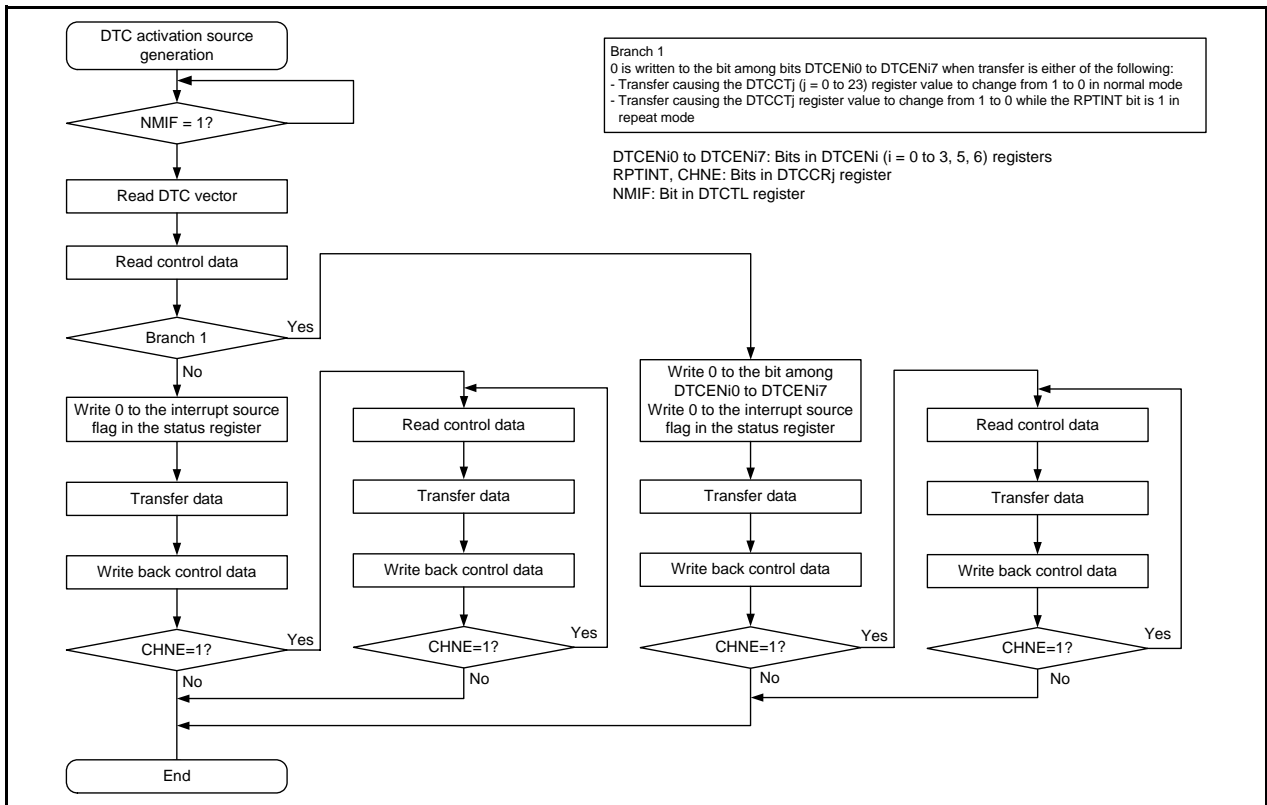 DTC activation source
generation
NMIF = 1?
Read DTC vector
Read control data
Branch 1
Yes
No
Write 0 to the interrupt source
flag in the status register
Transfer data
Write back control data
CHNE=1?
Yes
No
Read control data
Transfer data
Write back control data
CHNE=1?
Yes
No
Write 0 to the bit among
DTCENi0 to DTCENi7
Write 0 to the interrupt source
flag in the status register
Transfer data
Write back control data
CHNE=1?
Yes
No
Read control data
Transfer data
Write back control data
CHNE=1?
Yes
No
End
Branch 1
0 is written to the bit among bits DTCENi0 to DTCENi7 when transfer is either of the following:
- Transfer causing the DTCCTj (j = 0 to 23) register value to change from 1 to 0 in normal mode
- Transfer causing the DTCCTj register value to change from 1 to 0 while the RPTINT bit is 1 in
repeat mode
DTCENi0 to DTCENi7: Bits in DTCENi (i = 0 to 3, 5, 6) registers
RPTINT, CHNE: Bits in DTCCRj register
NMIF: Bit in DTCTL register